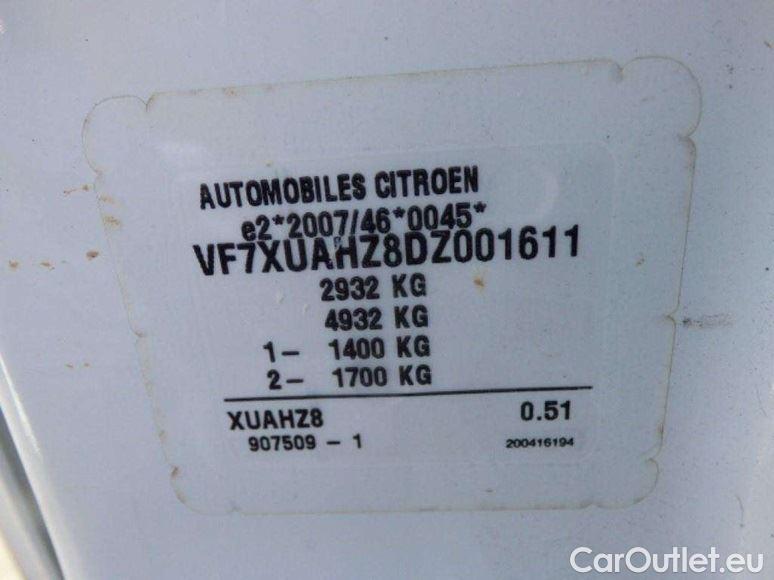 AUTOMOBILES CITROEN
e2*2007/46*0045*
VF7XUAHZ8DZ001611
2932 KG
4932 KG
1- 1400 KG
2- 1700 KG
XUAHZ8 0.51
907509 - 1 200416194
CarOutlet.eu